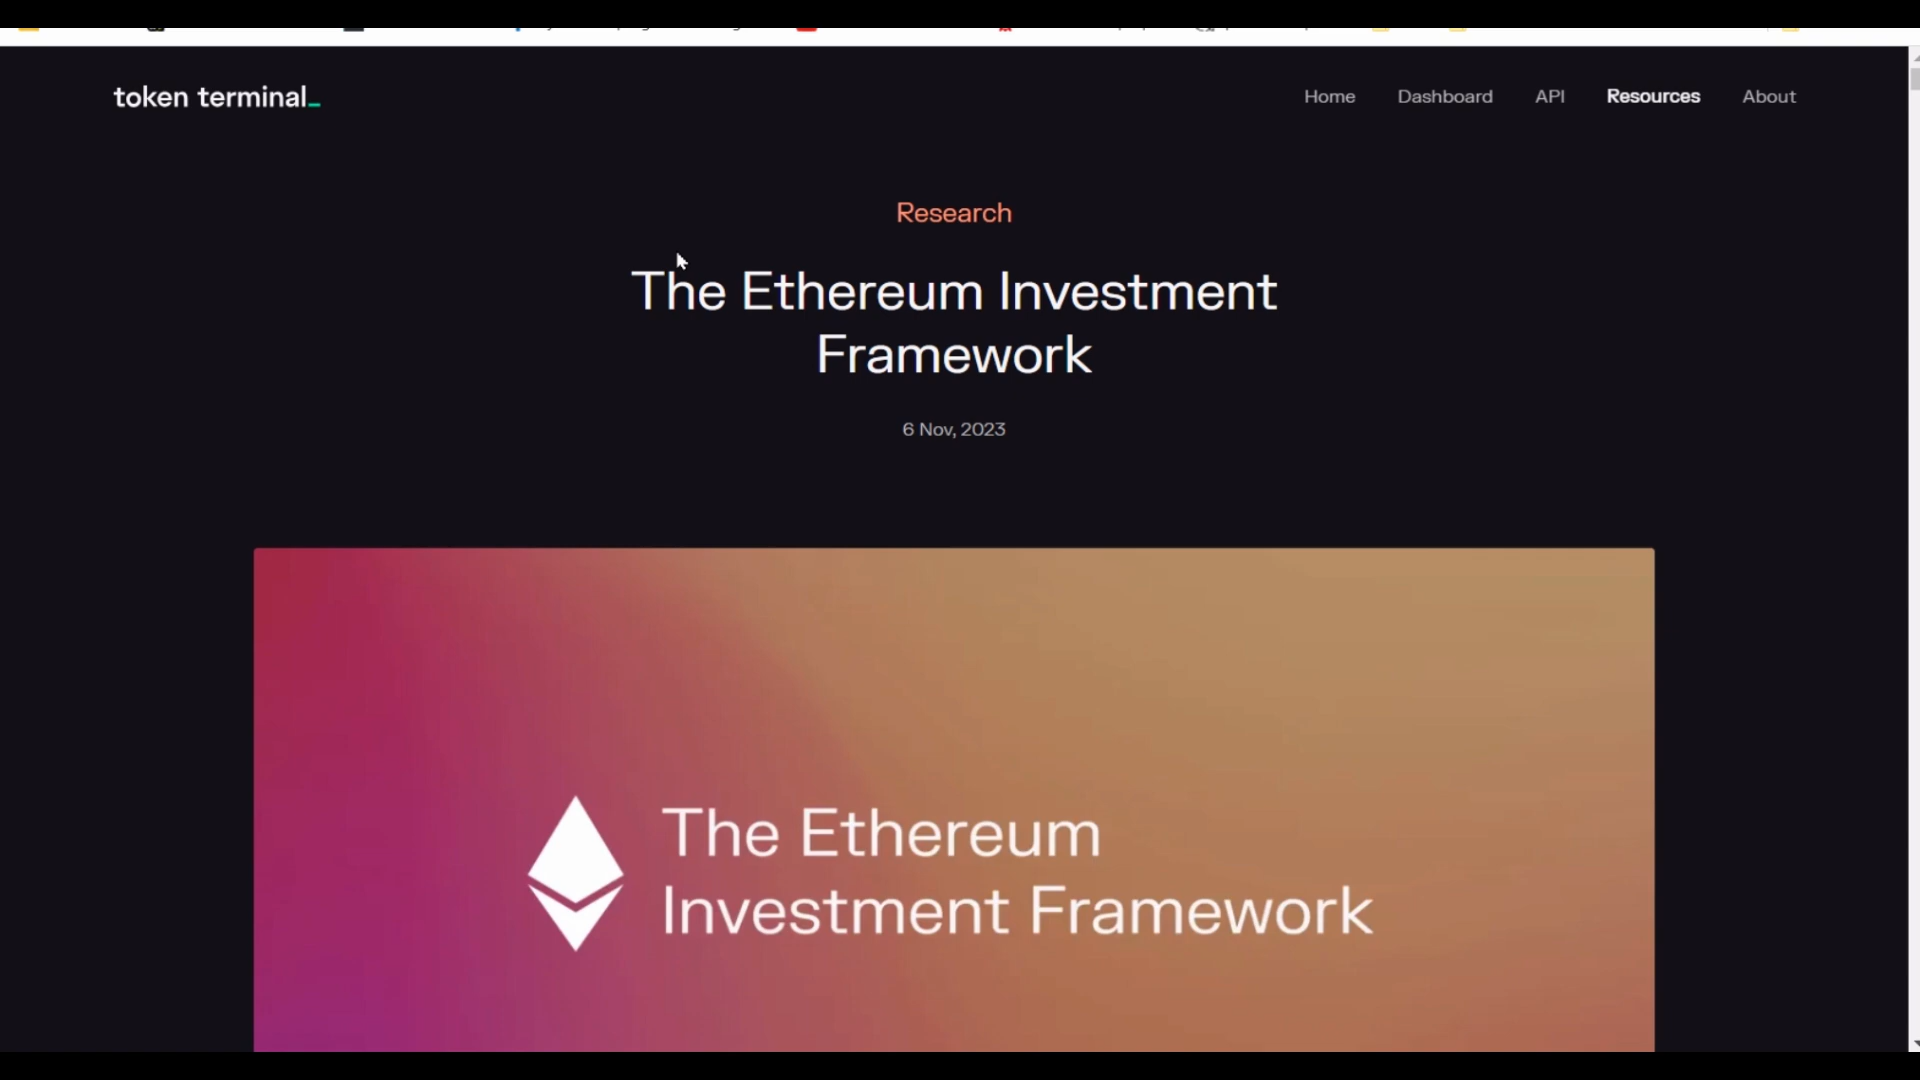 token terminal_
Home Dashboard API Resources About
Research
The Ethereum Investment
Framework
6 Nov, 2023
The Ethereum
Investment Framework